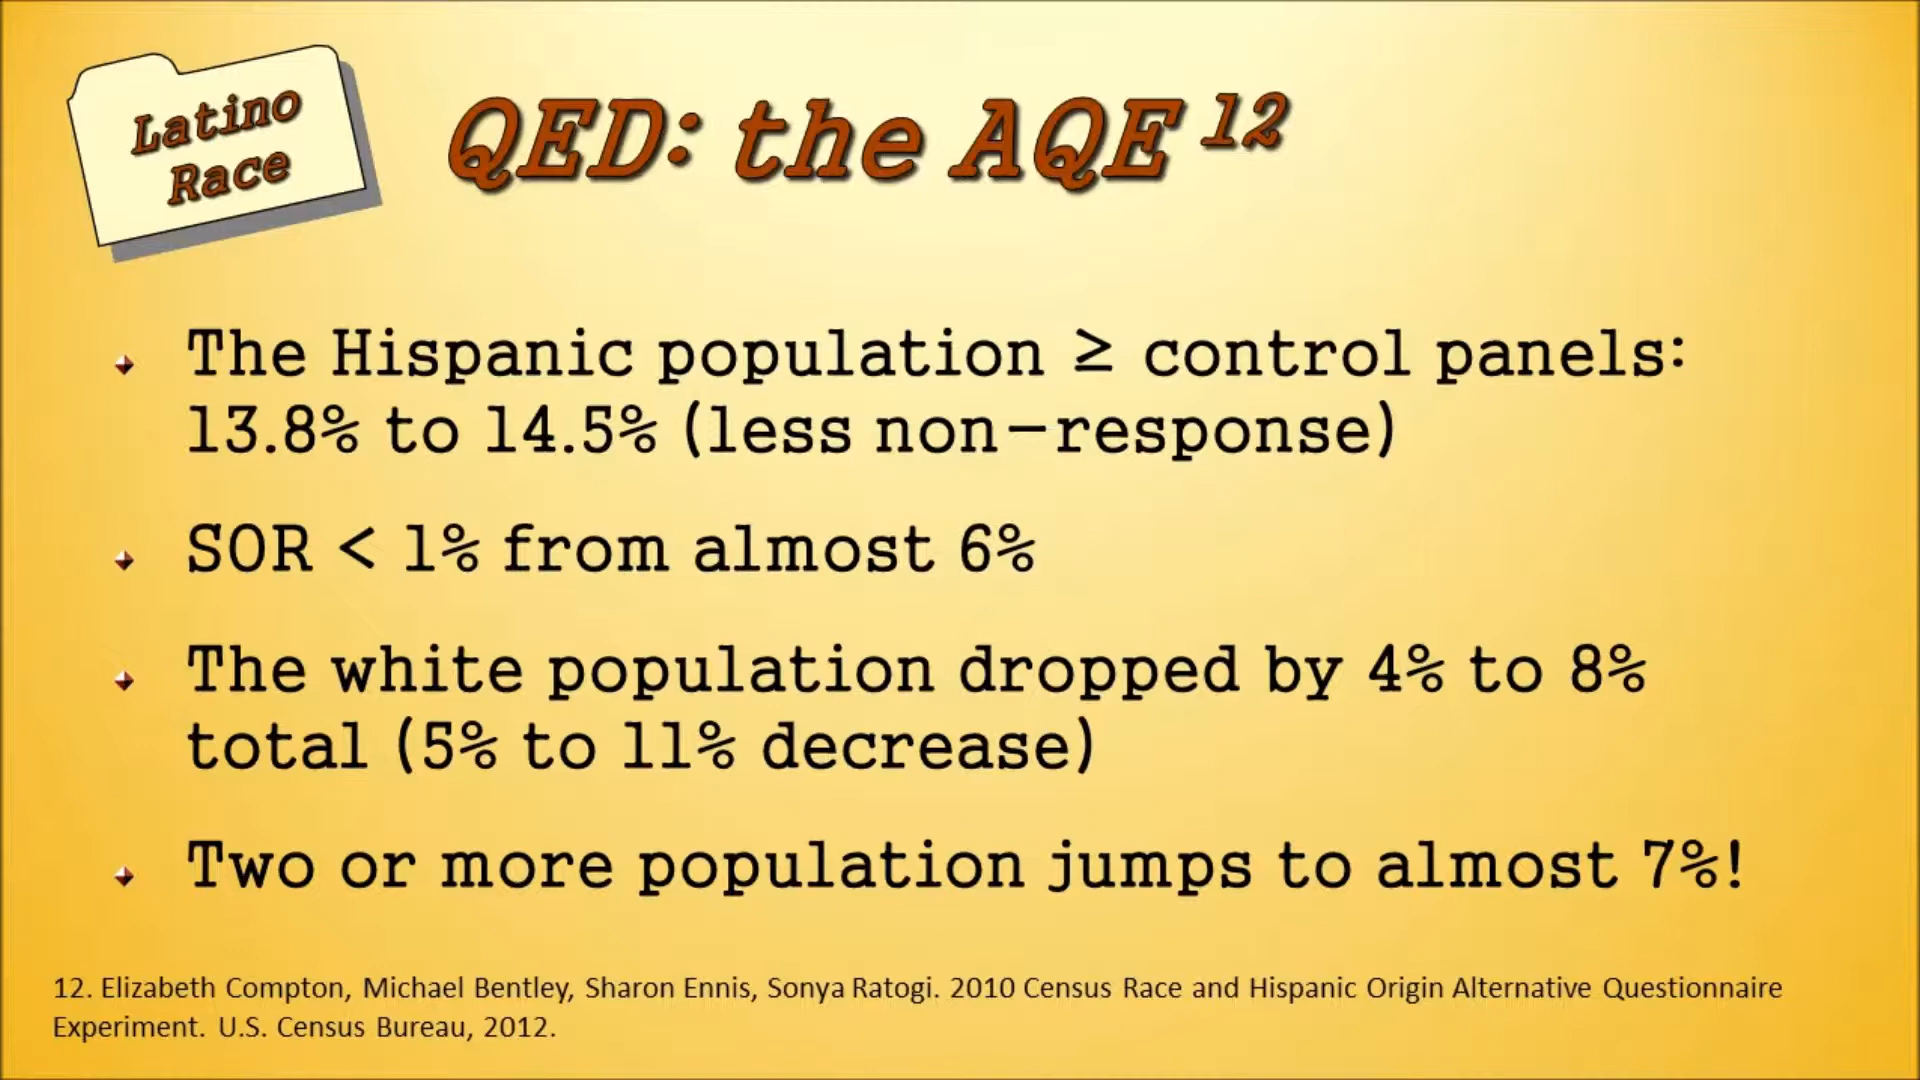 Latino
Race
QED: the AQE 12
The Hispanic population ≥ control panels:
13.8% to 14.5% (less non-response)
SOR < 1% from almost 6%
The white population dropped by 4% to 8%
total (5% to 11% decrease)
Two or more population jumps to almost 7%!
12. Elizabeth Compton, Michael Bentley, Sharon Ennis, Sonya Ratogi. 2010 Census Race and Hispanic Origin Alternative Questionnaire
Experiment. U.S. Census Bureau, 2012.